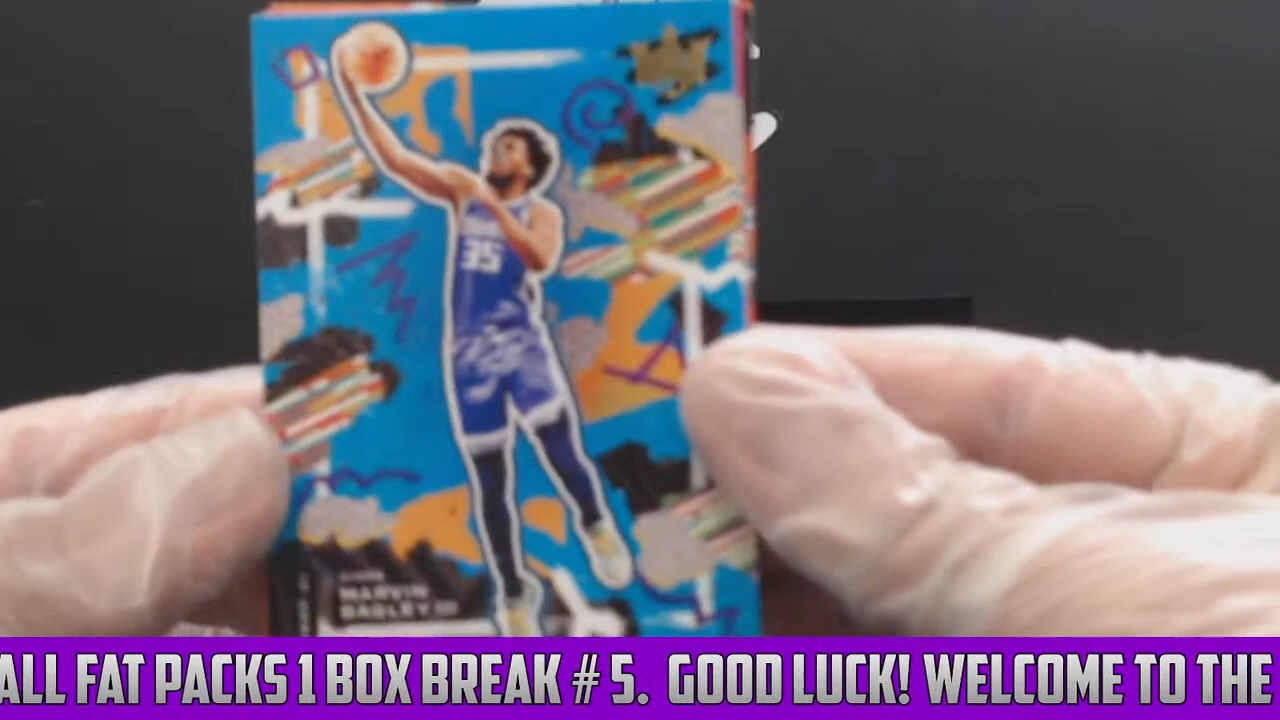 35
MARVIN
BAGLEY III
ALL FAT PACKS 1 BOX BREAK # 5. GOOD LUCK! WELCOME TO THE